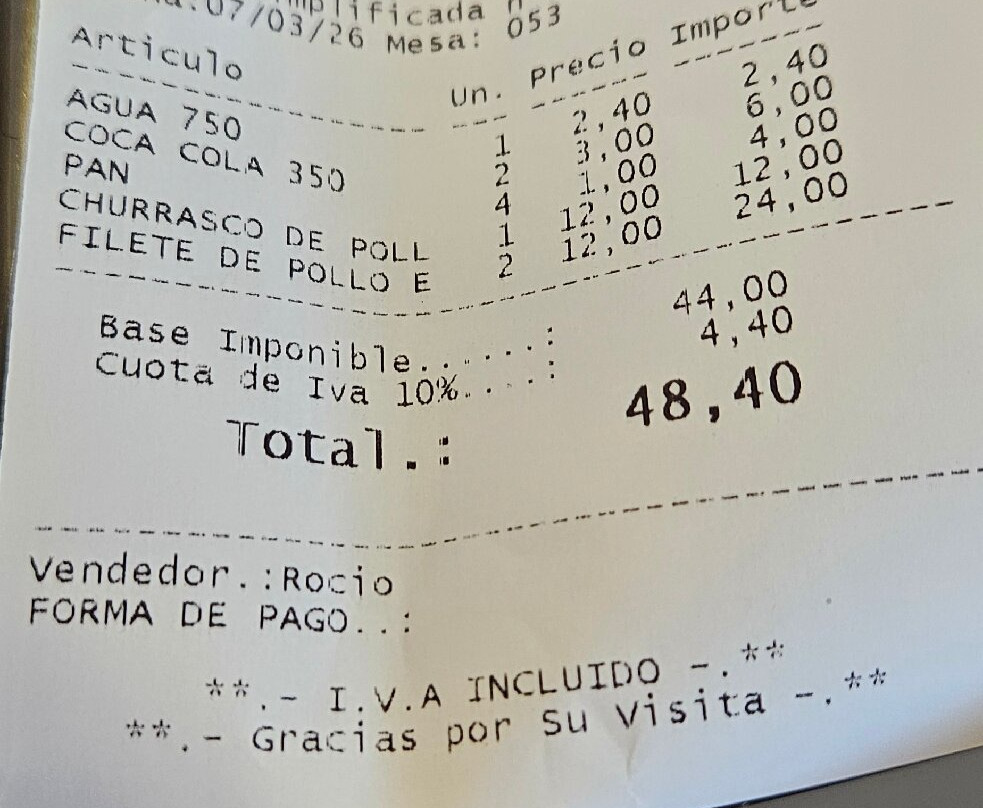 mplificada
07/03/26 Mesa: 053
Articulo Un. Precio Importe
AGUA 750 1 2,40 2,40
COCA COLA 350 2 3,00 6,00
PAN 4 1,00 4,00
CHURRASCO DE POLL 1 12,00 12,00
FILETE DE POLLO E 2 12,00 24,00
Base Imponible......: 44,00
Cuota de Iva 10%....: 4,40
Total.: 48,40
Vendedor.:Rocio
FORMA DE PAGO..:
**.- I.V.A INCLUIDO -.**
**.- Gracias por Su Visita -.**